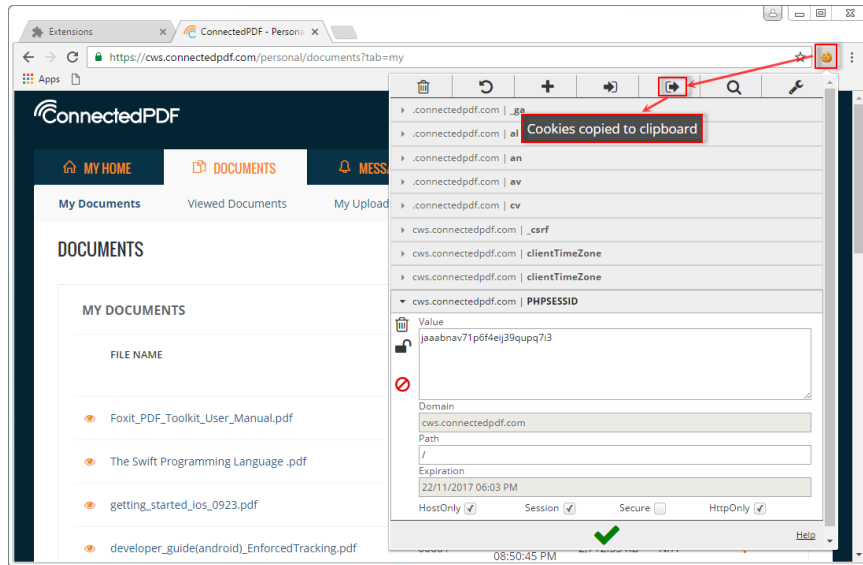 Extensions
ConnectedPDF - Persona
https://cws.connectedpdf.com/personal/documents?tab=my
Apps
ConnectedPDF
.connectedpdf.com | _ga
Cookies copied to clipboard
.connectedpdf.com | al
.connectedpdf.com | an
.connectedpdf.com | av
.connectedpdf.com | cv
cws.connectedpdf.com | _csrf
cws.connectedpdf.com | clientTimeZone
cws.connectedpdf.com | clientTimeZone
cws.connectedpdf.com | PHPSESSID
Value
jaaabnav71p6f4eij39qupq7i3
Domain
cws.connectedpdf.com
Path
/
Expiration
22/11/2017 06:03 PM
HostOnly Session Secure HttpOnly
Help
MY HOME DOCUMENTS MESSA
My Documents Viewed Documents My Upload
DOCUMENTS
MY DOCUMENTS
FILE NAME
Foxit_PDF_Toolkit_User_Manual.pdf
The Swift Programming Language .pdf
getting_started_ios_0923.pdf
developer_guide(android)_EnforcedTracking.pdf
08:50:45 PM